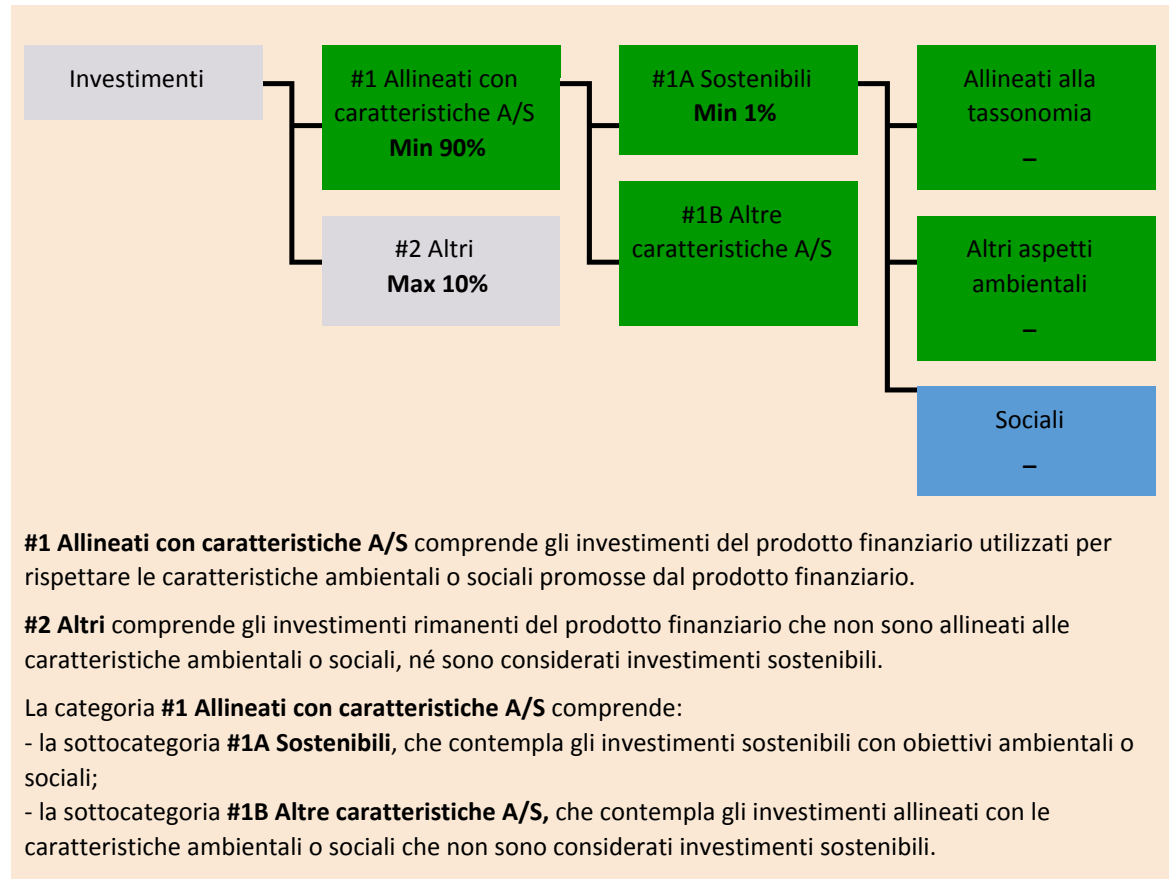 Investimenti
#1 Allineati con
caratteristiche A/S
Min 90%
#2 Altri
Max 10%
#1A Sostenibili
Min 1%
#1B Altre
caratteristiche A/S
Allineati alla
tassonomia
–
Altri aspetti
ambientali
–
Sociali
–
#1 Allineati con caratteristiche A/S comprende gli investimenti del prodotto finanziario utilizzati per
rispettare le caratteristiche ambientali o sociali promosse dal prodotto finanziario.
#2 Altri comprende gli investimenti rimanenti del prodotto finanziario che non sono allineati alle
caratteristiche ambientali o sociali, né sono considerati investimenti sostenibili.
La categoria #1 Allineati con caratteristiche A/S comprende:
- la sottocategoria #1A Sostenibili, che contempla gli investimenti sostenibili con obiettivi ambientali o
sociali;
- la sottocategoria #1B Altre caratteristiche A/S, che contempla gli investimenti allineati con le
caratteristiche ambientali o sociali che non sono considerati investimenti sostenibili.